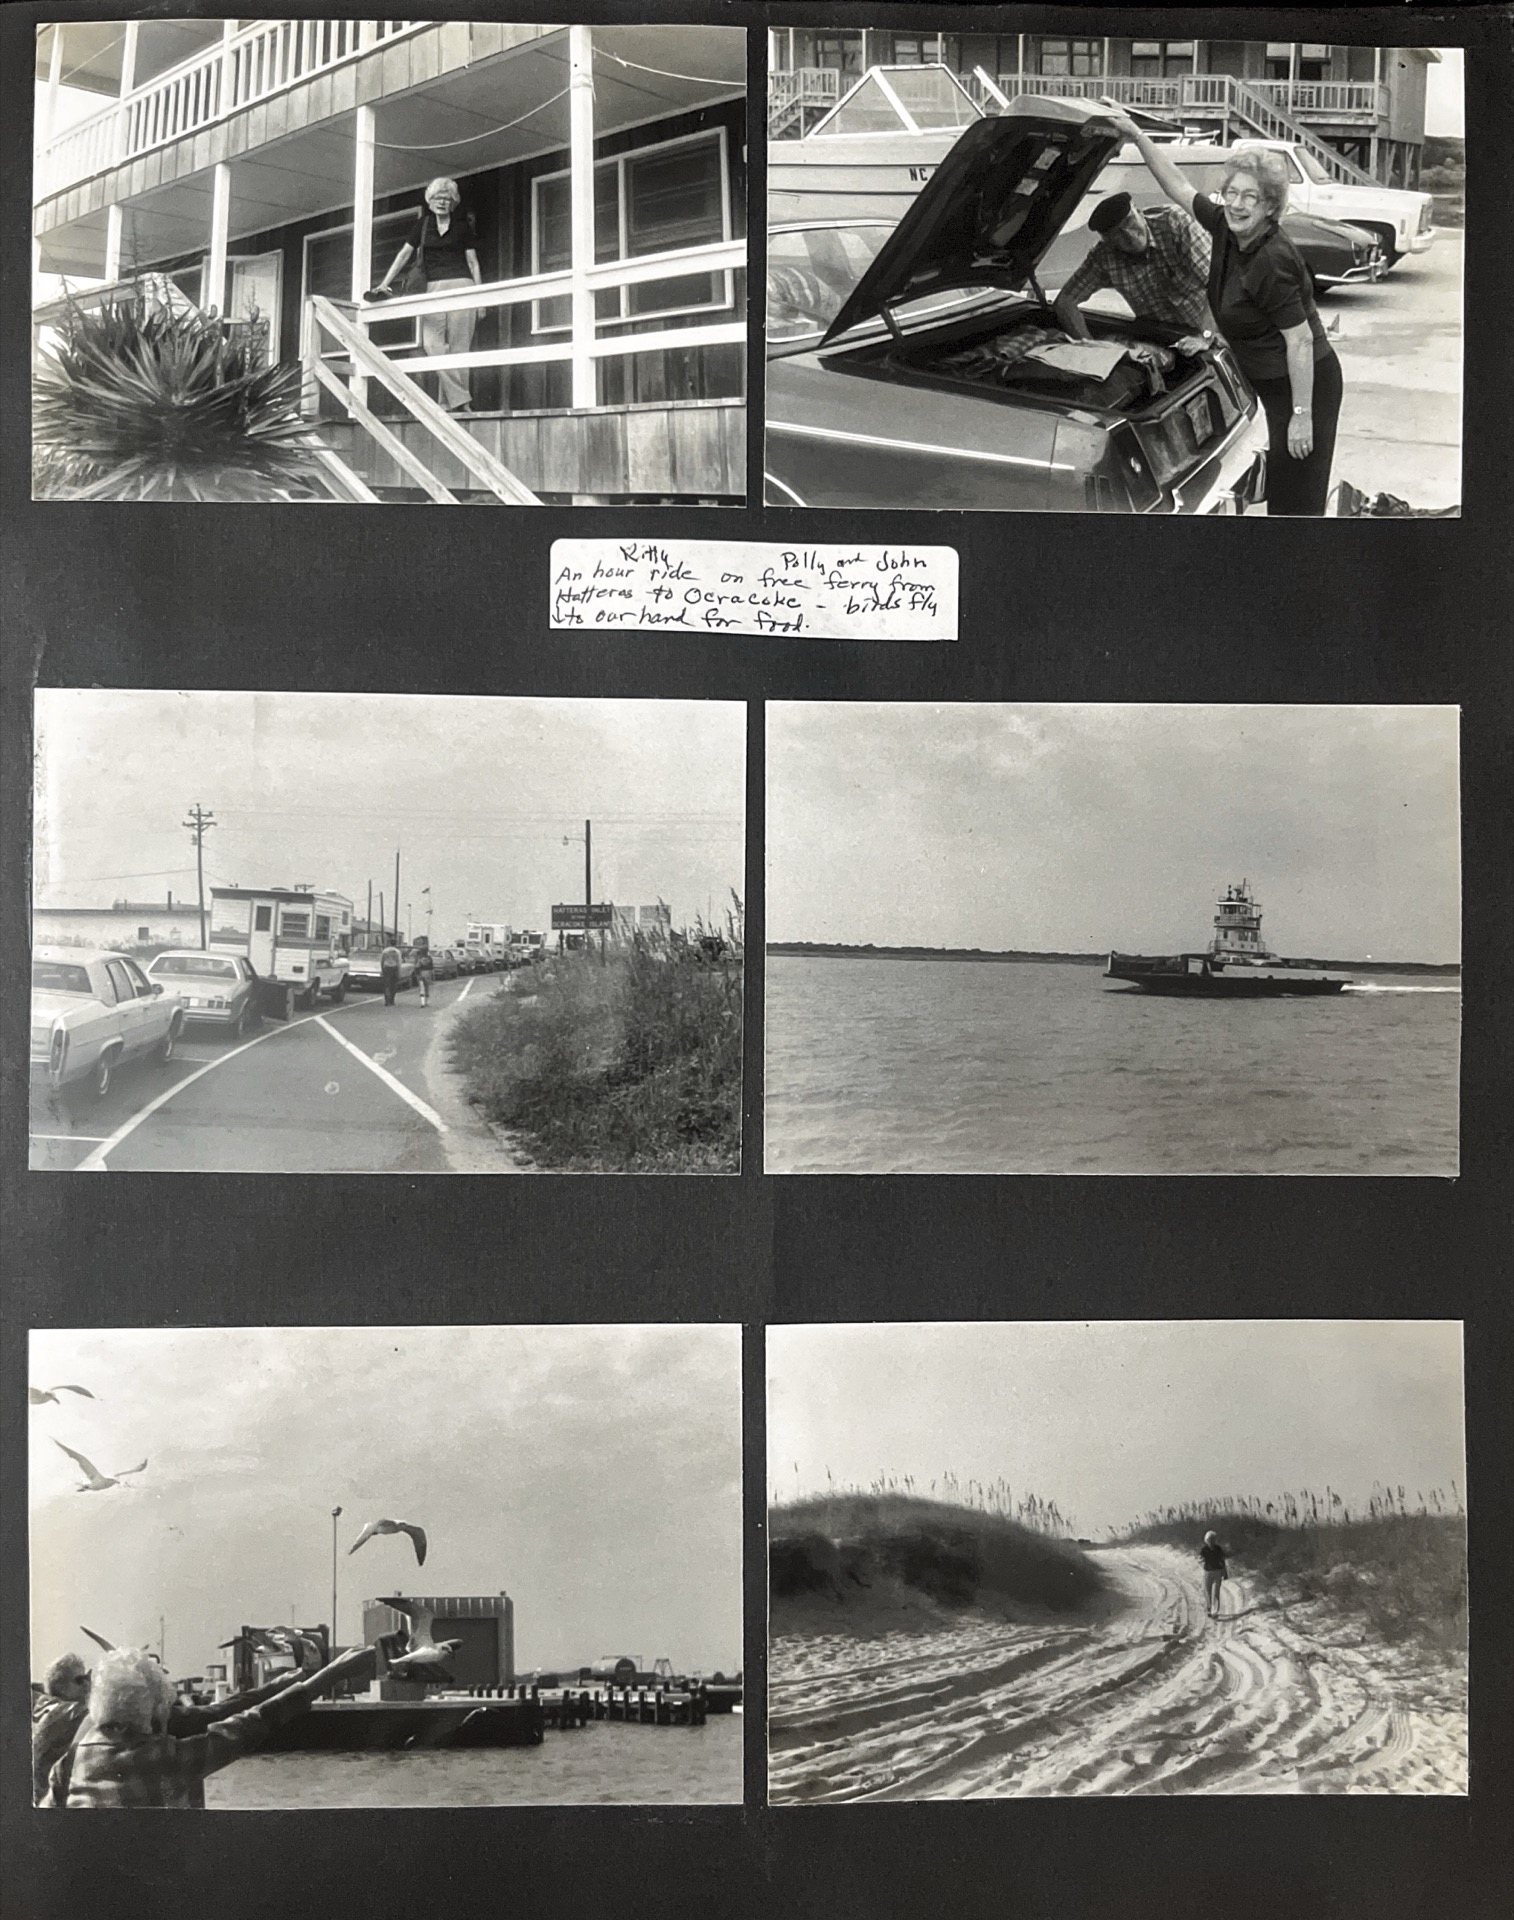 NC
Kitty Polly and John
An hour ride on free ferry from
Hatteras to Ocracoke - birds fly
↓ to our hand for food.
HATTERAS INLET
OCRACOKE ISLAND